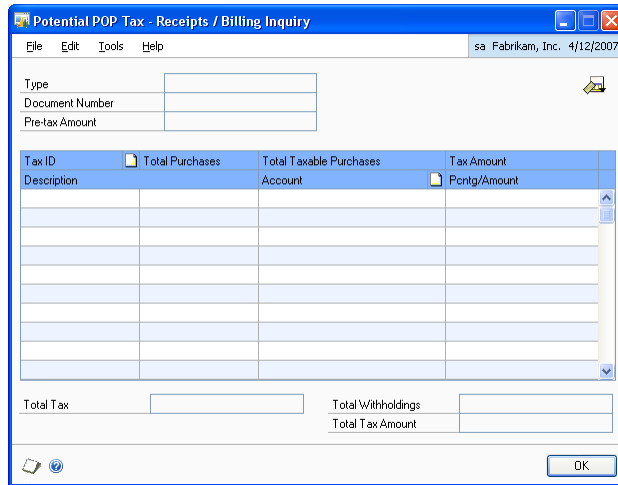 Potential POP Tax - Receipts / Billing Inquiry
File Edit Tools Help sa Fabrikam, Inc. 4/12/2007
Type
Document Number
Pre-tax Amount
Tax ID Total Purchases Total Taxable Purchases Tax Amount
Description Account Pcntg/Amount
Total Tax Total Withholdings
Total Tax Amount
OK